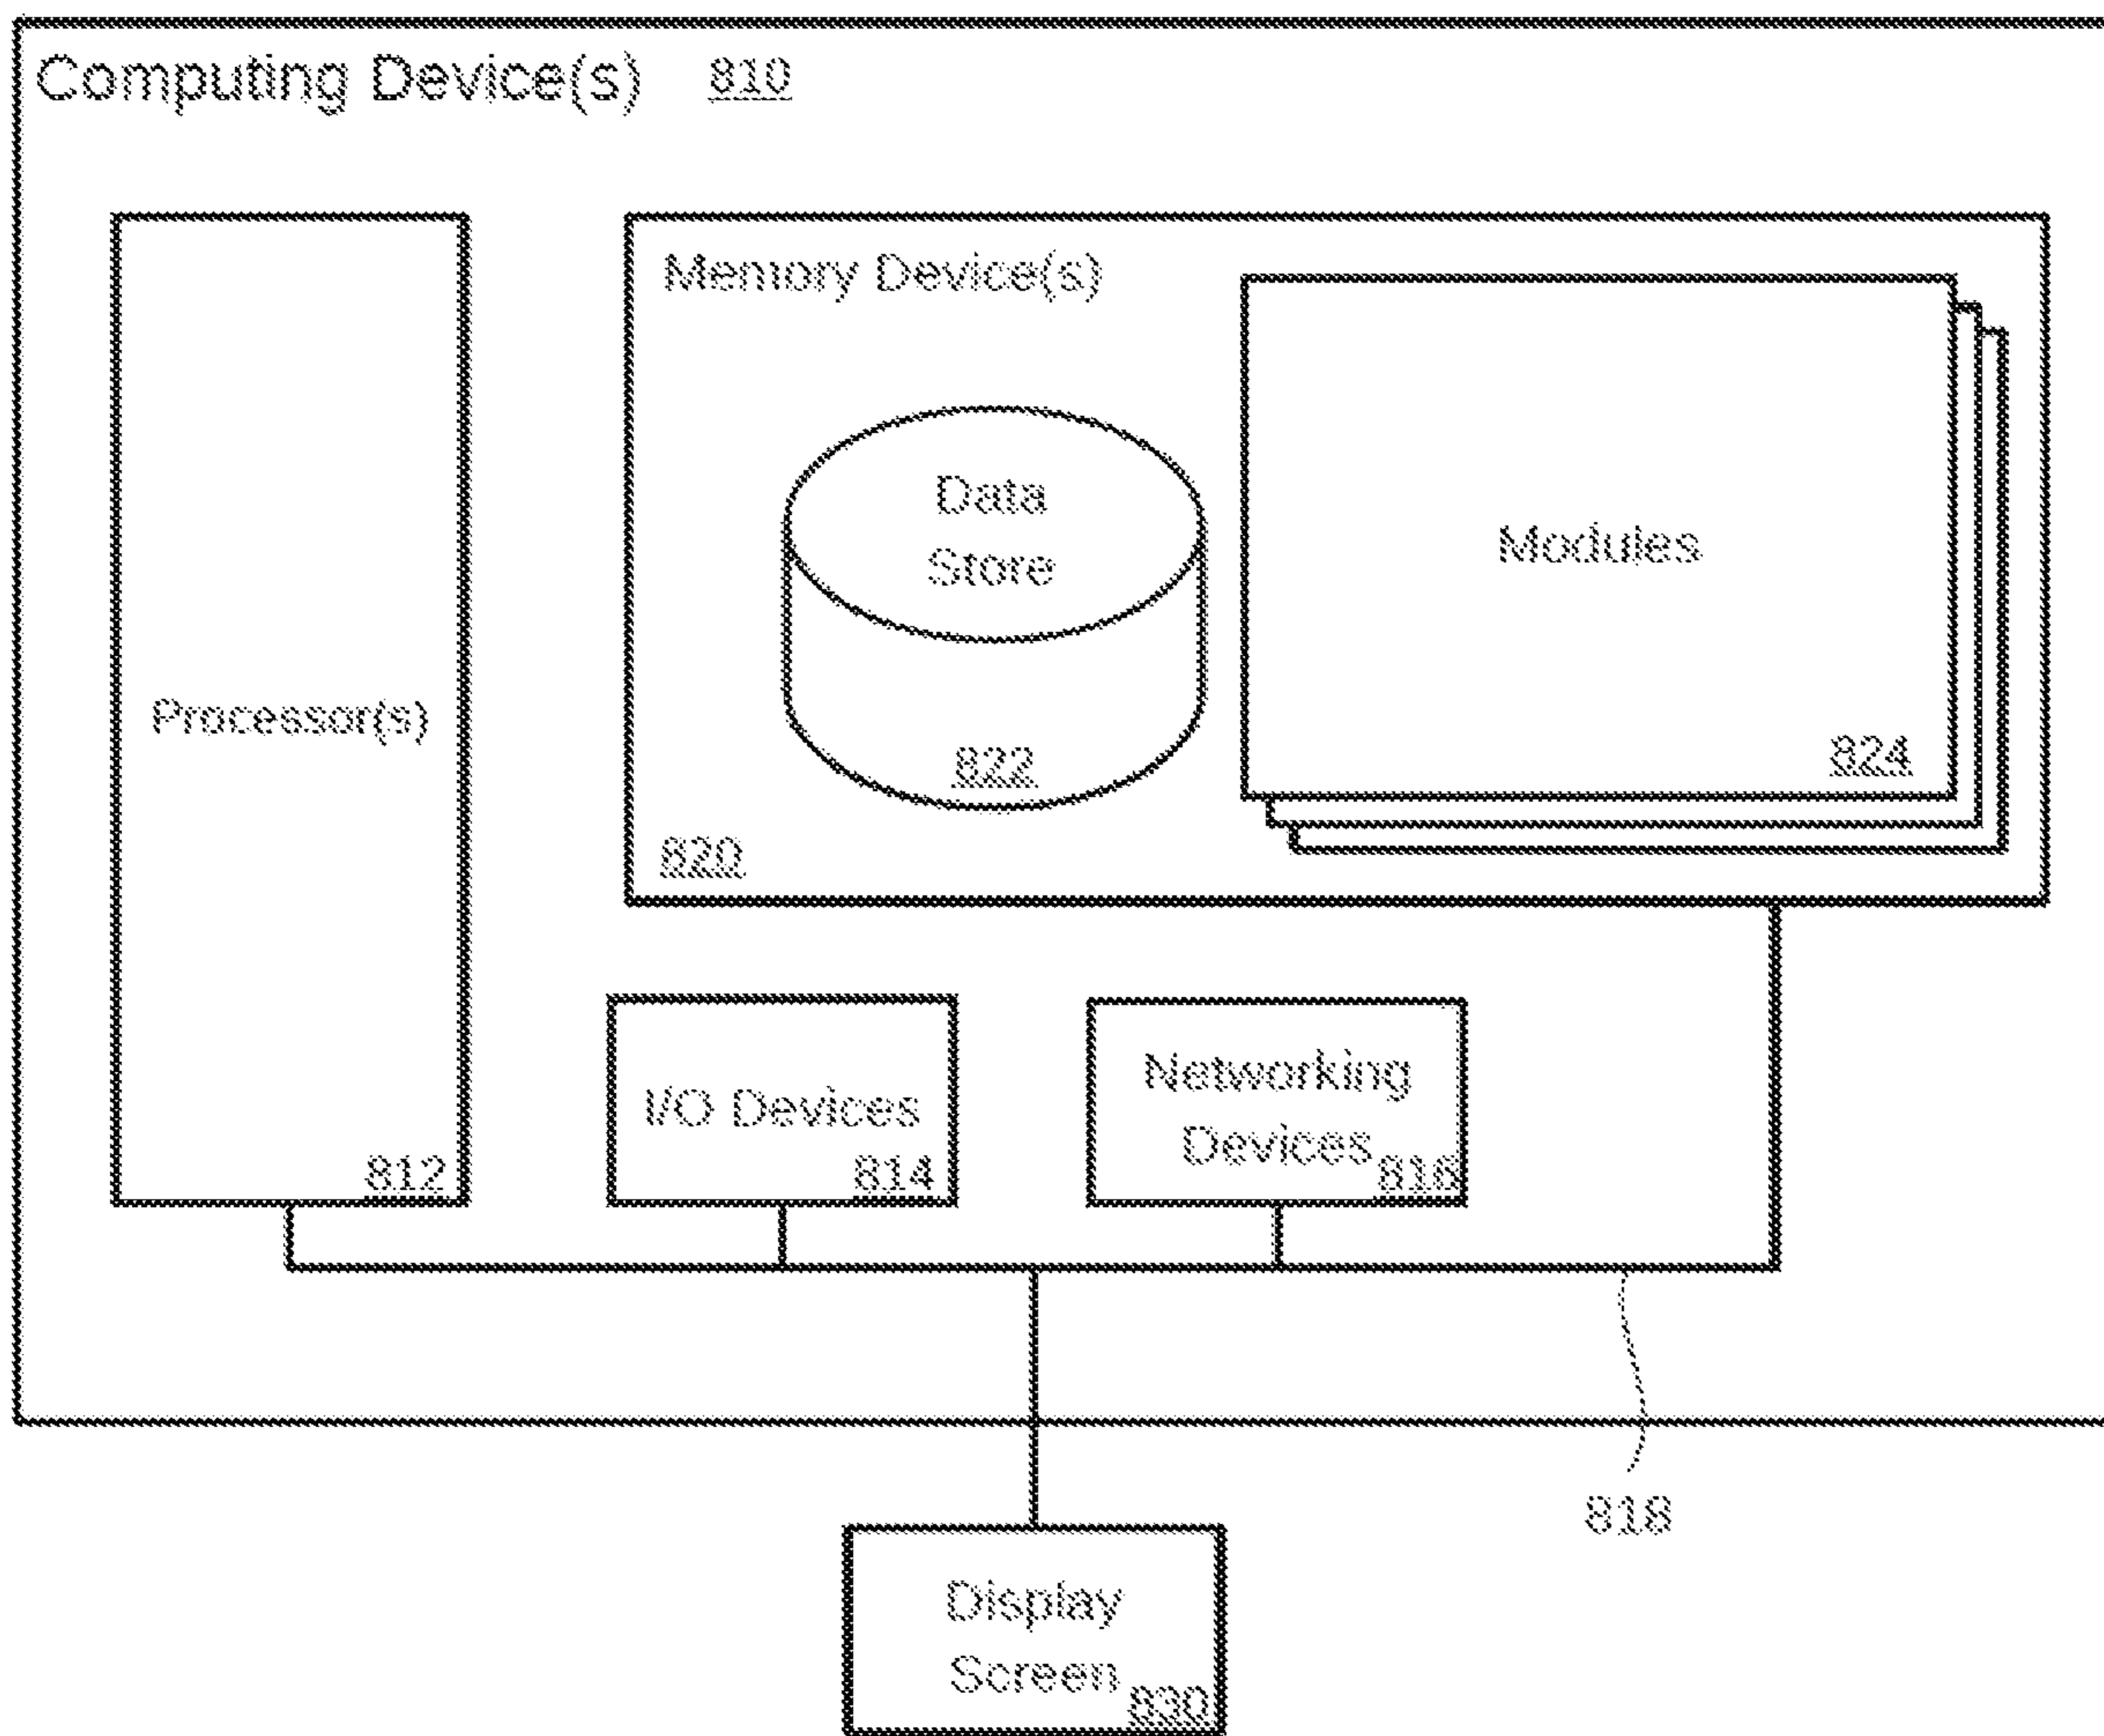 Computing Device(s) 810
Memory Device(s)
Data
Store
822
Modules
824
820
Processor(s)
812
I/O Devices
814
Networking
Devices
816
818
Display
Screen
830